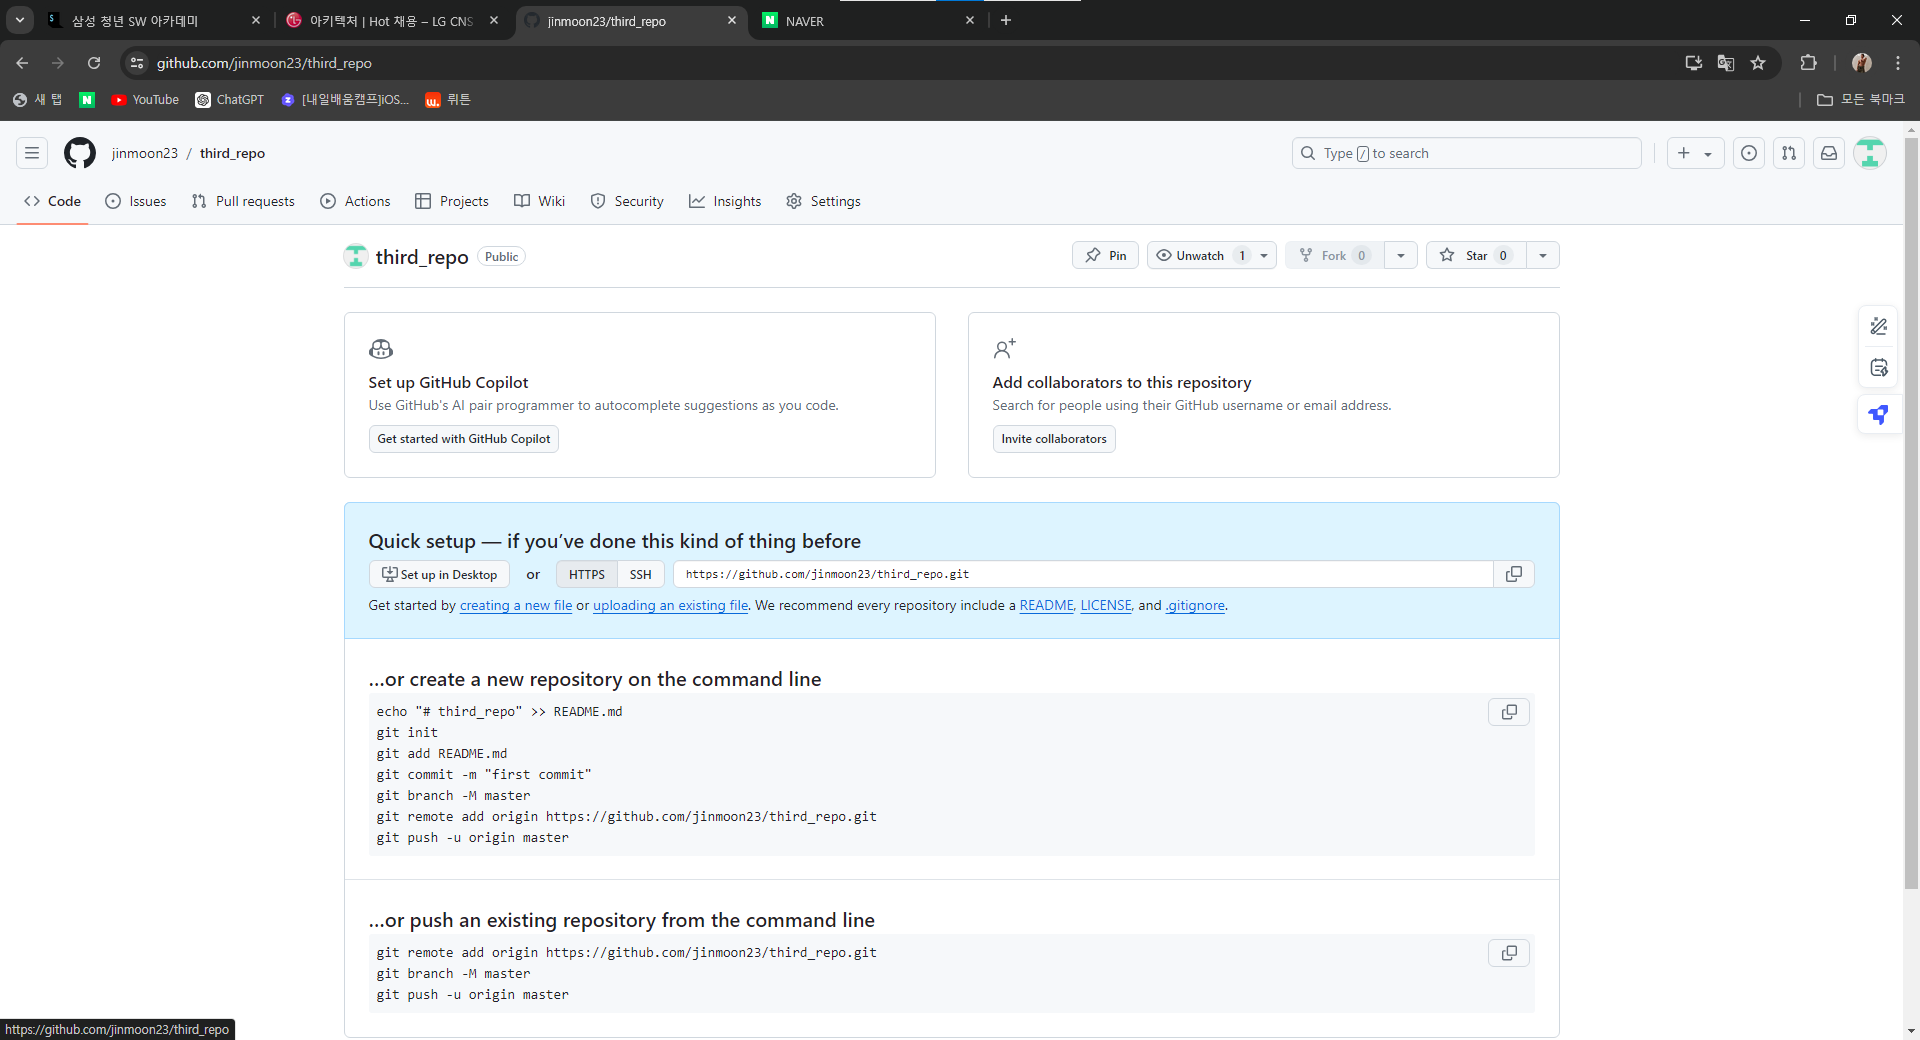 삼성 청년 SW 아카데미
아키텍처 | Hot 채용 – LG CNS
jinmoon23/third_repo
NAVER
github.com/jinmoon23/third_repo
새 탭
YouTube
ChatGPT
[내일배움캠프]iOS...
뤼튼
모든 북마크
jinmoon23 / third_repo
Type / to search
Code
Issues
Pull requests
Actions
Projects
Wiki
Security
Insights
Settings
third_repo Public
Pin
Unwatch 1
Fork 0
Star 0
Set up GitHub Copilot
Use GitHub's AI pair programmer to autocomplete suggestions as you code.
Get started with GitHub Copilot
Add collaborators to this repository
Search for people using their GitHub username or email address.
Invite collaborators
Quick setup — if you’ve done this kind of thing before
Set up in Desktop or HTTPS SSH https://github.com/jinmoon23/third_repo.git
Get started by creating a new file or uploading an existing file. We recommend every repository include a README, LICENSE, and .gitignore.
…or create a new repository on the command line
echo "# third_repo" >> README.md
git init
git add README.md
git commit -m "first commit"
git branch -M master
git remote add origin https://github.com/jinmoon23/third_repo.git
git push -u origin master
…or push an existing repository from the command line
git remote add origin https://github.com/jinmoon23/third_repo.git
git branch -M master
git push -u origin master
https://github.com/jinmoon23/third_repo